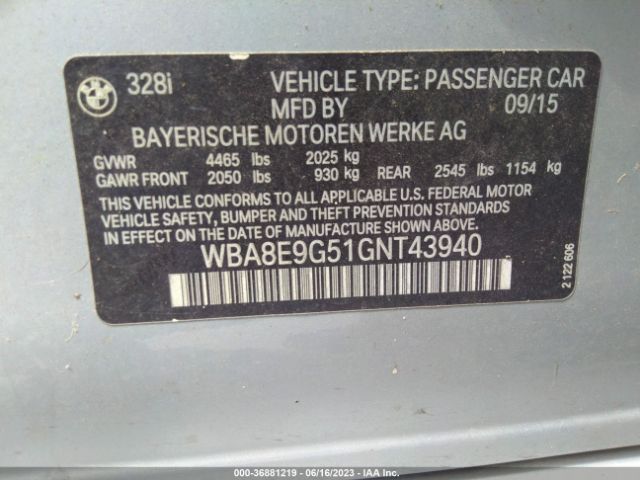 BMW
328i VEHICLE TYPE: PASSENGER CAR
MFD BY 09/15
BAYERISCHE MOTOREN WERKE AG
GVWR 4465 lbs 2025 kg
GAWR FRONT 2050 lbs 930 kg REAR 2545 lbs 1154 kg
THIS VEHICLE CONFORMS TO ALL APPLICABLE U.S. FEDERAL MOTOR
VEHICLE SAFETY, BUMPER AND THEFT PREVENTION STANDARDS IN
EFFECT ON THE DATE OF MANUFACTURE SHOWN ABOVE.
WBA8E9G51GNT43940
2 122 606
000-36881219 - 06/16/2023 - IAA Inc.